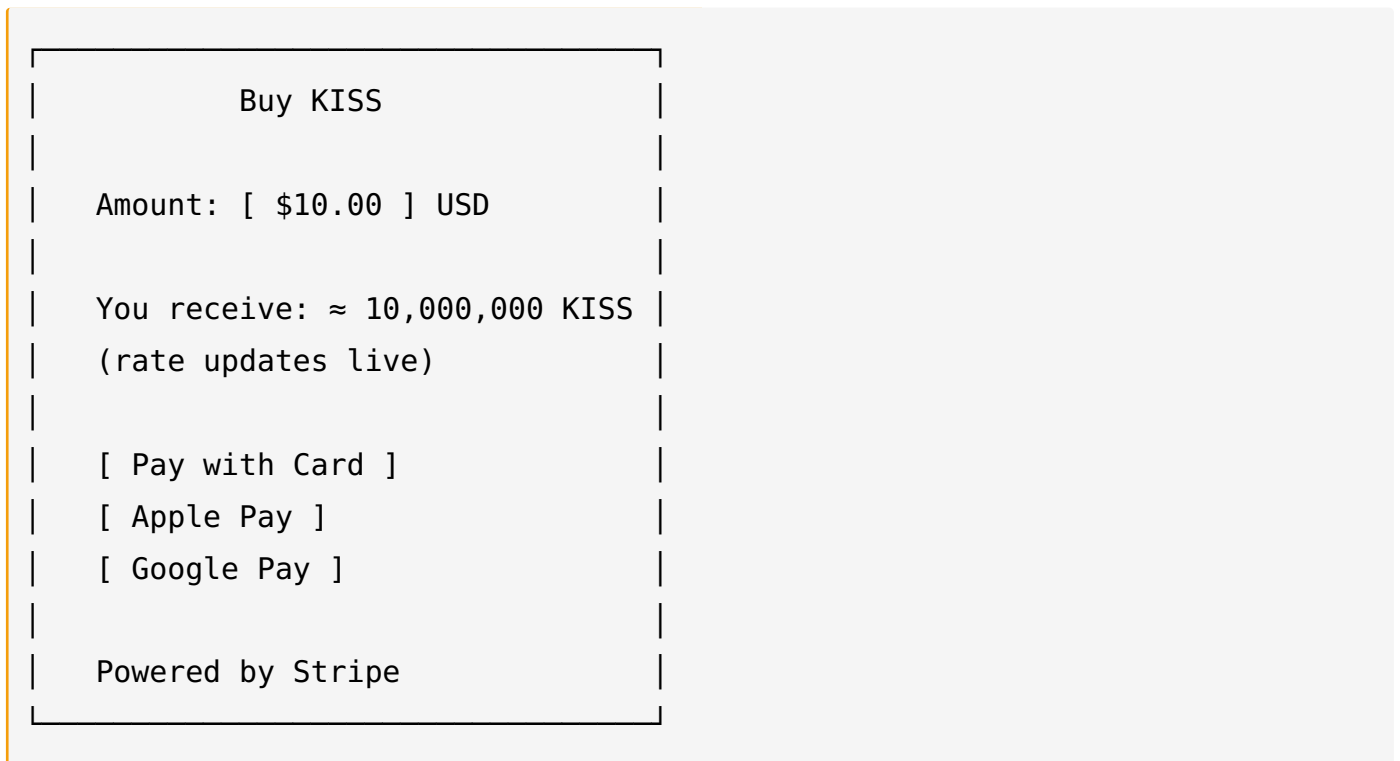 Buy KISS
Amount: [ $10.00 ] USD
You receive: ≈ 10,000,000 KISS
(rate updates live)
[ Pay with Card ]
[ Apple Pay ]
[ Google Pay ]
Powered by Stripe